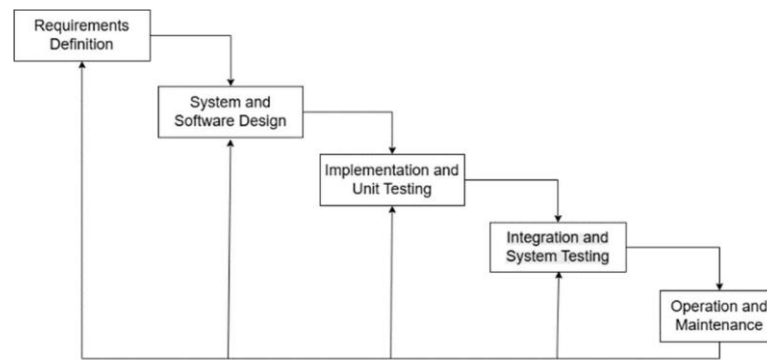 Requirements
Definition
System and
Software Design
Implementation and
Unit Testing
Integration and
System Testing
Operation and
Maintenance